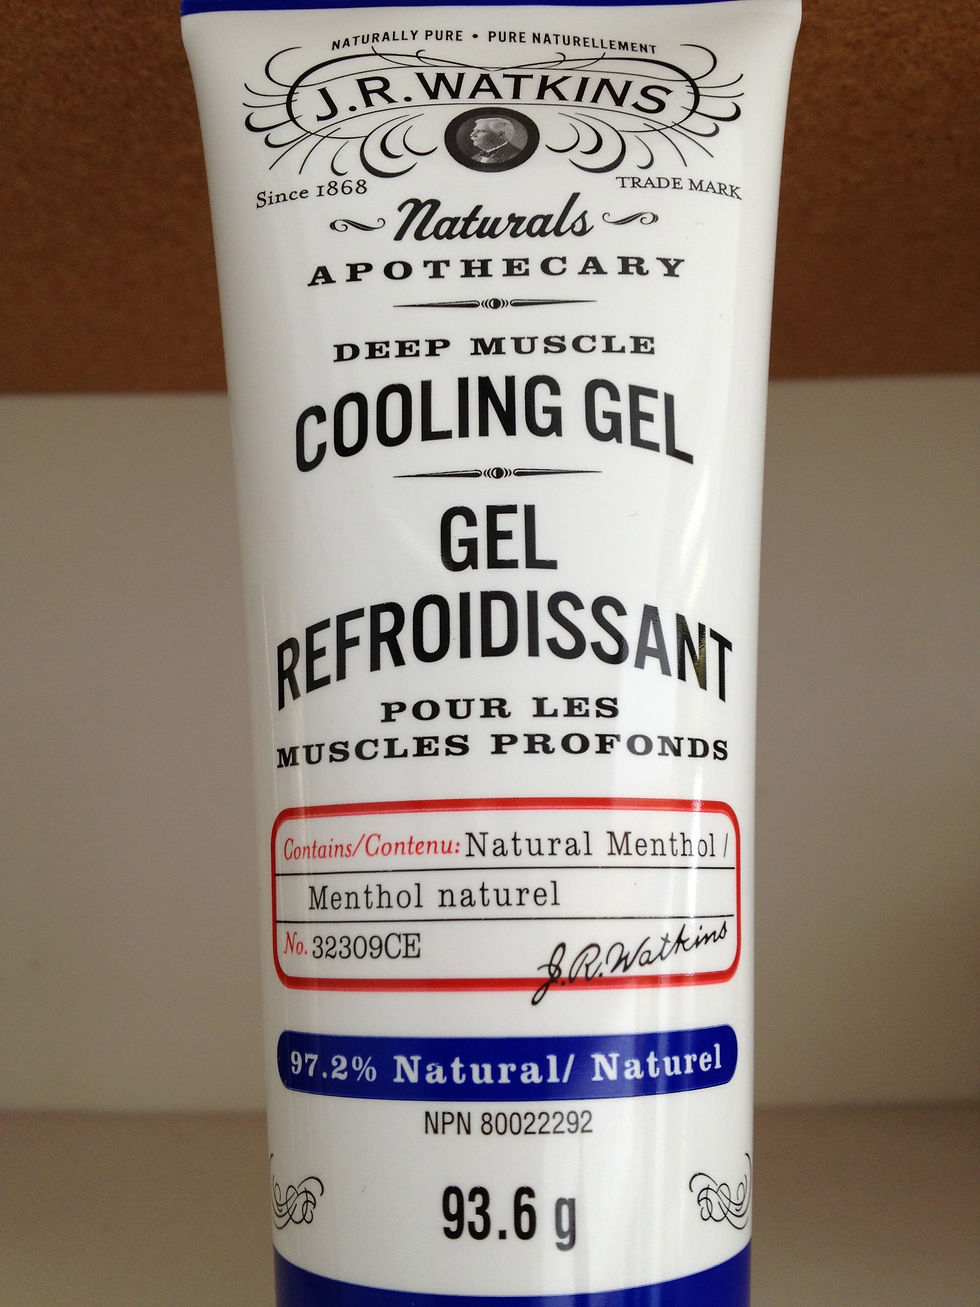 NATURALLY PURE • PURE NATURELLEMENT
J.R. WATKINS
Since 1868
TRADE MARK
Naturals
APOTHECARY
DEEP MUSCLE
COOLING GEL
GEL
REFROIDISSANT
POUR LES
MUSCLES PROFONDS
Contains/Contenu: Natural Menthol /
Menthol naturel
No. 32309CE
J.R. Watkins
97.2% Natural/ Naturel
NPN 80022292
93.6 g